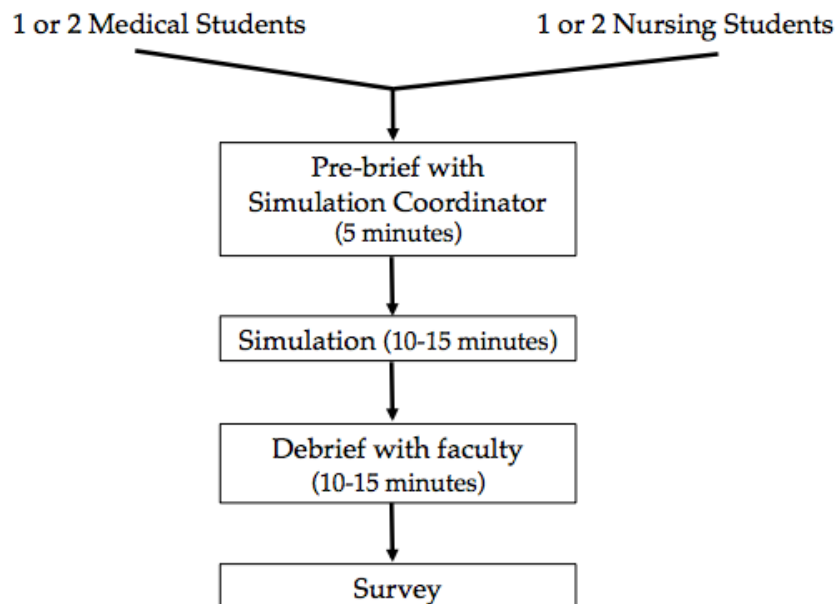 1 or 2 Medical Students
1 or 2 Nursing Students
Pre-brief with
Simulation Coordinator
(5 minutes)
Simulation (10-15 minutes)
Debrief with faculty
(10-15 minutes)
Survey